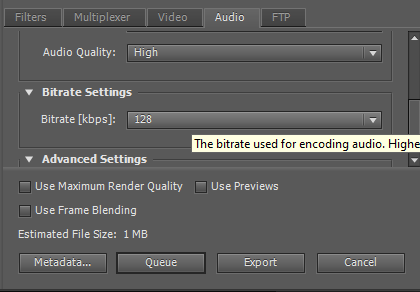 Filters Multiplexer Video Audio FTP
Audio Quality: High
Bitrate Settings
Bitrate [kbps]: 128
The bitrate used for encoding audio. Highe
Advanced Settings
Use Maximum Render Quality Use Previews
Use Frame Blending
Estimated File Size: 1 MB
Metadata... Queue Export Cancel